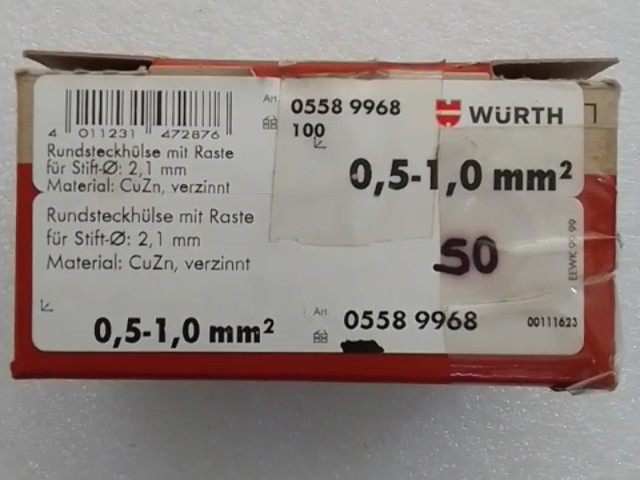 Art. 0558 9968 WÜRTH
100
4 011231 472876
Rundsteckhülse mit Raste
für Stift-Ø: 2,1 mm
Material: CuZn, verzinnt
0,5-1,0 mm²
Rundsteckhülse mit Raste
für Stift-Ø: 2,1 mm
Material: CuZn, verzinnt
50
0,5-1,0 mm²
Art. 0558 9968
00111623